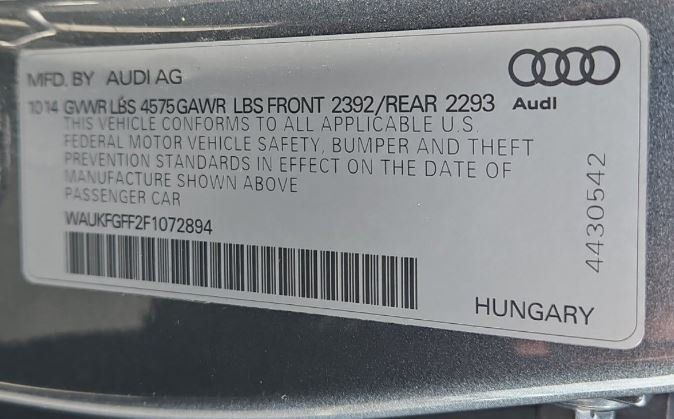 MFD. BY AUDI AG
10 14 GVWR LBS 4575 GAWR LBS FRONT 2392/REAR 2293
Audi
THIS VEHICLE CONFORMS TO ALL APPLICABLE U.S.
FEDERAL MOTOR VEHICLE SAFETY, BUMPER AND THEFT
PREVENTION STANDARDS IN EFFECT ON THE DATE OF
MANUFACTURE SHOWN ABOVE
PASSENGER CAR
WAUKFGFF2F1072894
4430542
HUNGARY